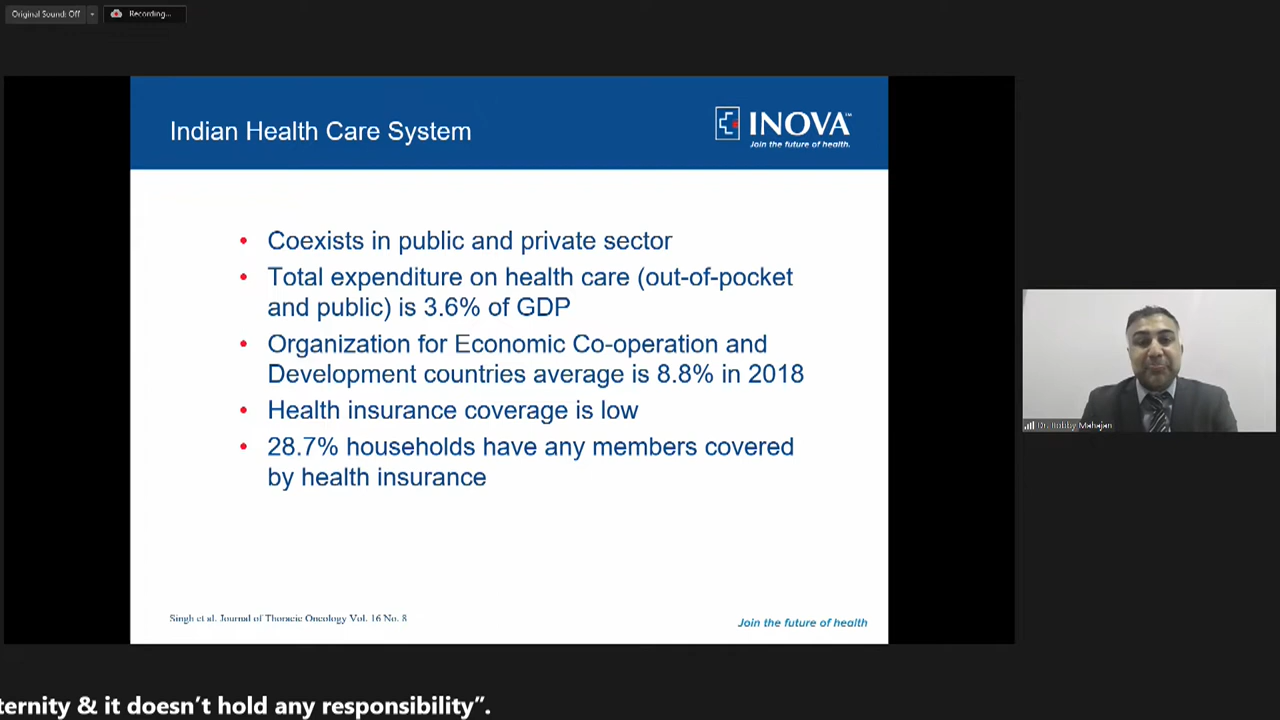 Original Sound: Off
Recording...
Indian Health Care System
INOVA™
Join the future of health.
• Coexists in public and private sector
• Total expenditure on health care (out-of-pocket
and public) is 3.6% of GDP
• Organization for Economic Co-operation and
Development countries average is 8.8% in 2018
• Health insurance coverage is low
• 28.7% households have any members covered
by health insurance
Dr. Bobby Mahajan
Singh et al. Journal of Thoracic Oncology Vol. 16 No. 8
Join the future of health
ternity & it doesn’t hold any responsibility”.